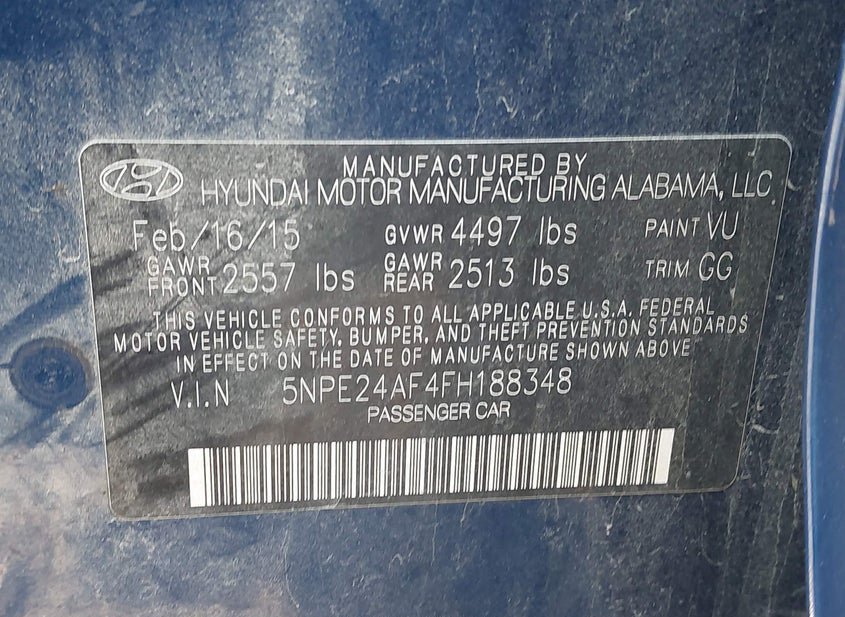 MANUFACTURED BY
HYUNDAI MOTOR MANUFACTURING ALABAMA, LLC
Feb/16/15 GVWR 4497 lbs PAINT VU
GAWR FRONT 2557 lbs GAWR REAR 2513 lbs TRIM GG
THIS VEHICLE CONFORMS TO ALL APPLICABLE U.S.A. FEDERAL
MOTOR VEHICLE SAFETY, BUMPER, AND THEFT PREVENTION STANDARDS
IN EFFECT ON THE DATE OF MANUFACTURE SHOWN ABOVE
V.I.N 5NPE24AF4FH188348
PASSENGER CAR